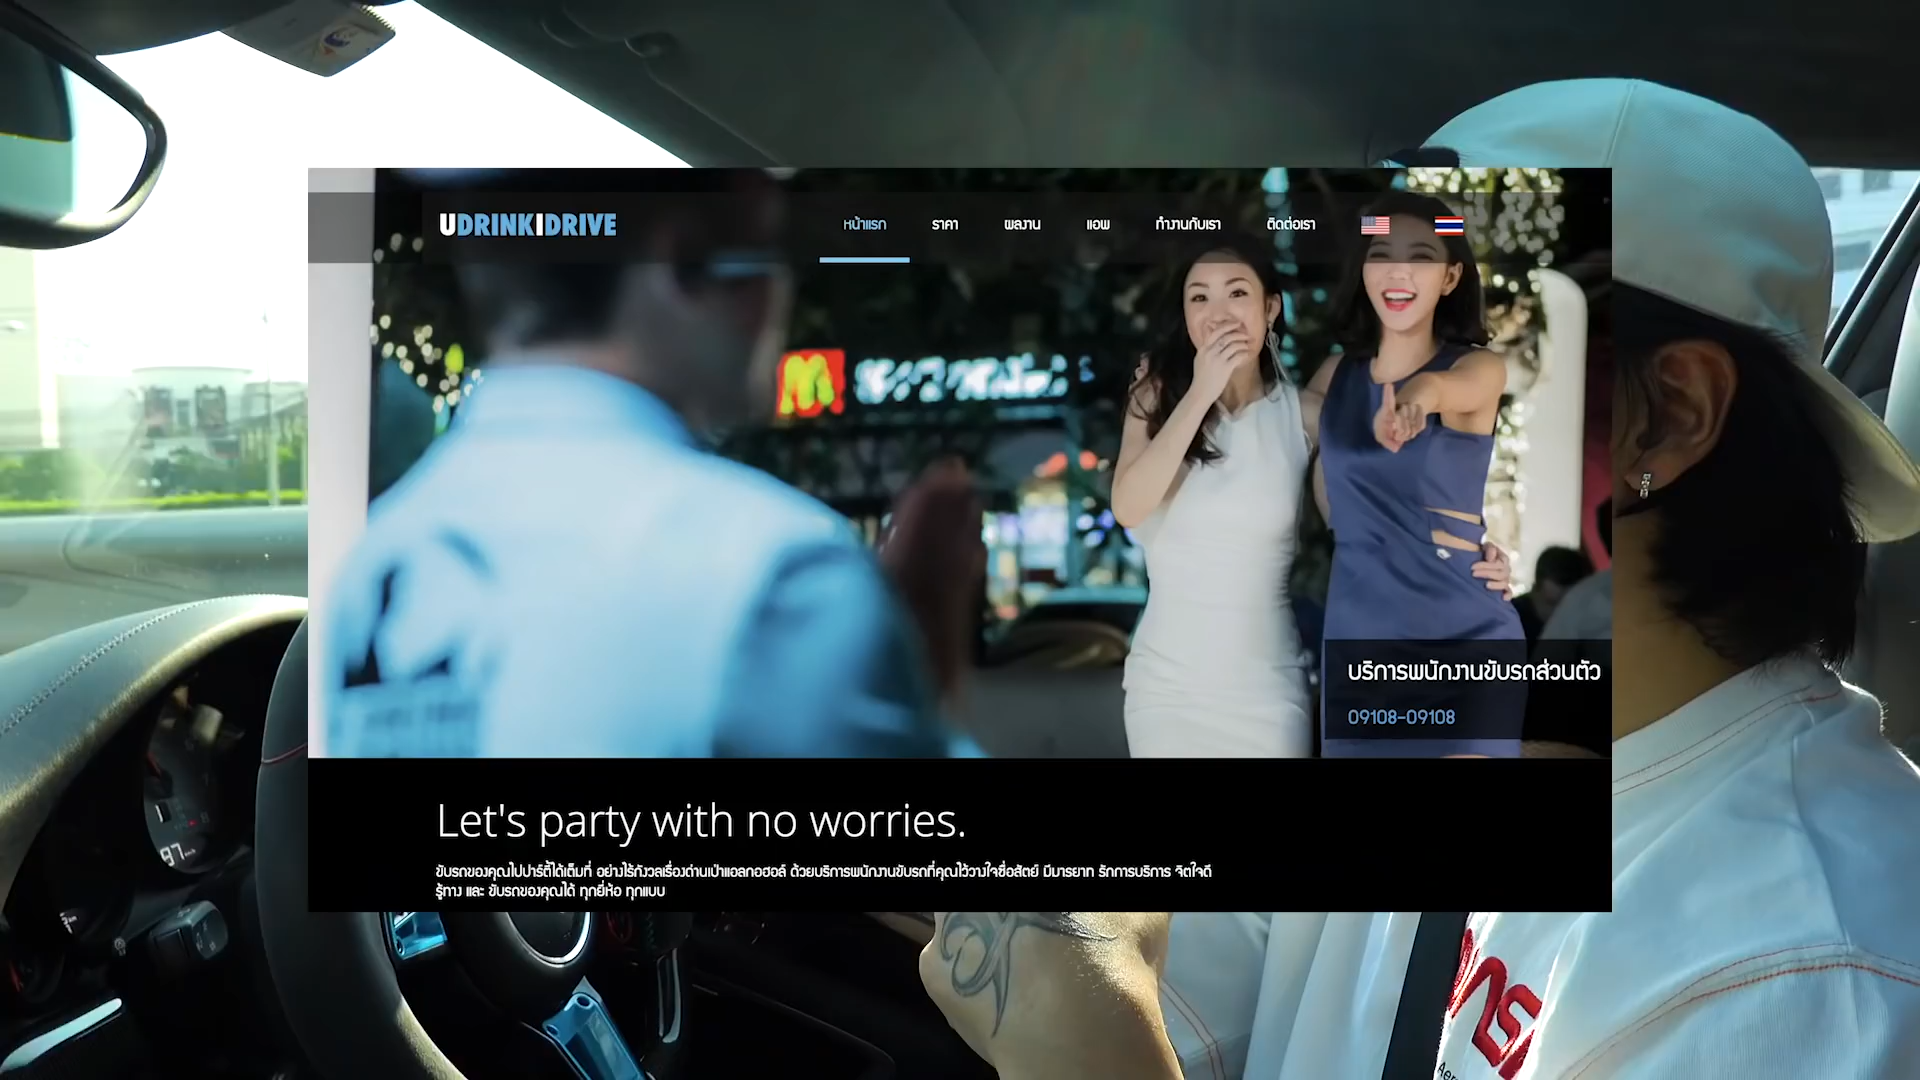 UDRINKIDRIVE
หน้าแรก ราคา ผลงาน แอพ ทำงานกับเรา ติดต่อเรา
บริการพนักงานขับรถส่วนตัว
09108-09108
Let's party with no worries.
ขับรถของคุณไปปาร์ตี้ได้เต็มที่ อย่างไร้กังวลเรื่องด่านเป่าแอลกอฮอล์ ด้วยบริการพนักงานขับรถที่คุณไว้วางใจซื่อสัตย์ มีมารยาท รักการบริการ จิตใจดี
รู้ทาง และ ขับรถของคุณได้ ทุกยี่ห้อ ทุกแบบ